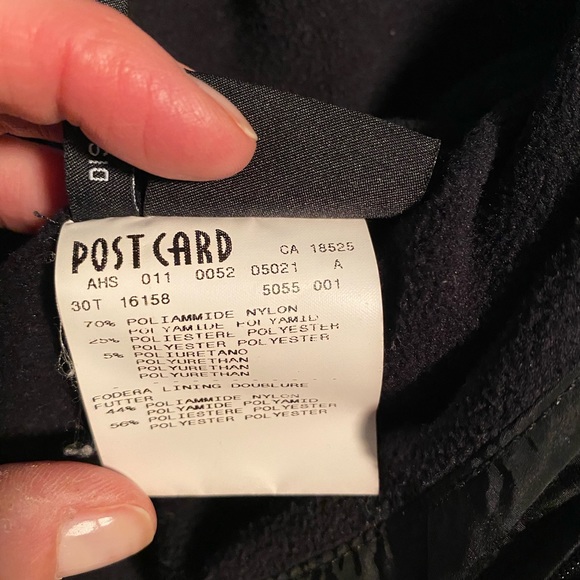 DIS
POSTCARD CA 18525
AHS 011 0052 05021 A
30T 16158 5055 001
70% POLIAMMIDE NYLON
POLYAMIDE POLYAMID
25% POLIESTERE POLYESTER
POLYESTER POLYESTER
5% POLIURETANO
POLYURETHAN
POLYURETHAN
POLYURETHAN
FODERA LINING DOUBLURE
FUTTER
44% POLIAMMIDE NYLON
POLYAMIDE POLYAMID
56% POLIESTERE POLYESTER
POLYESTER POLYESTER